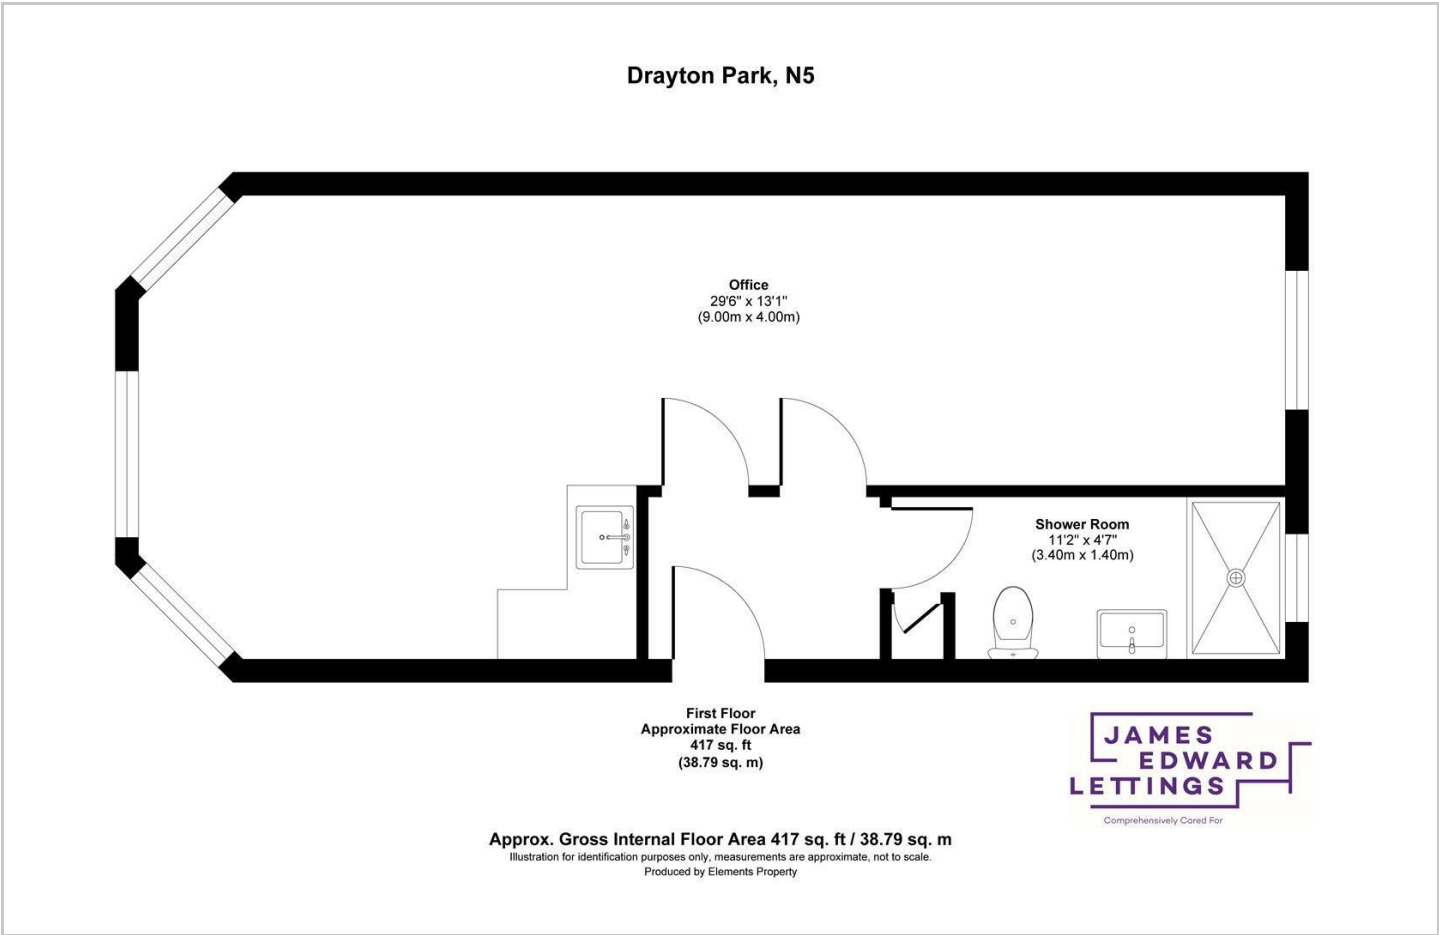 Drayton Park, N5
Office
29'6" x 13'1"
(9.00m x 4.00m)
Shower Room
11'2" x 4'7"
(3.40m x 1.40m)
First Floor
Approximate Floor Area
417 sq. ft
(38.79 sq. m)
JAMES
EDWARD
LETTINGS
Comprehensively Cared For
Approx. Gross Internal Floor Area 417 sq. ft / 38.79 sq. m
Illustration for identification purposes only, measurements are approximate, not to scale.
Produced by Elements Property